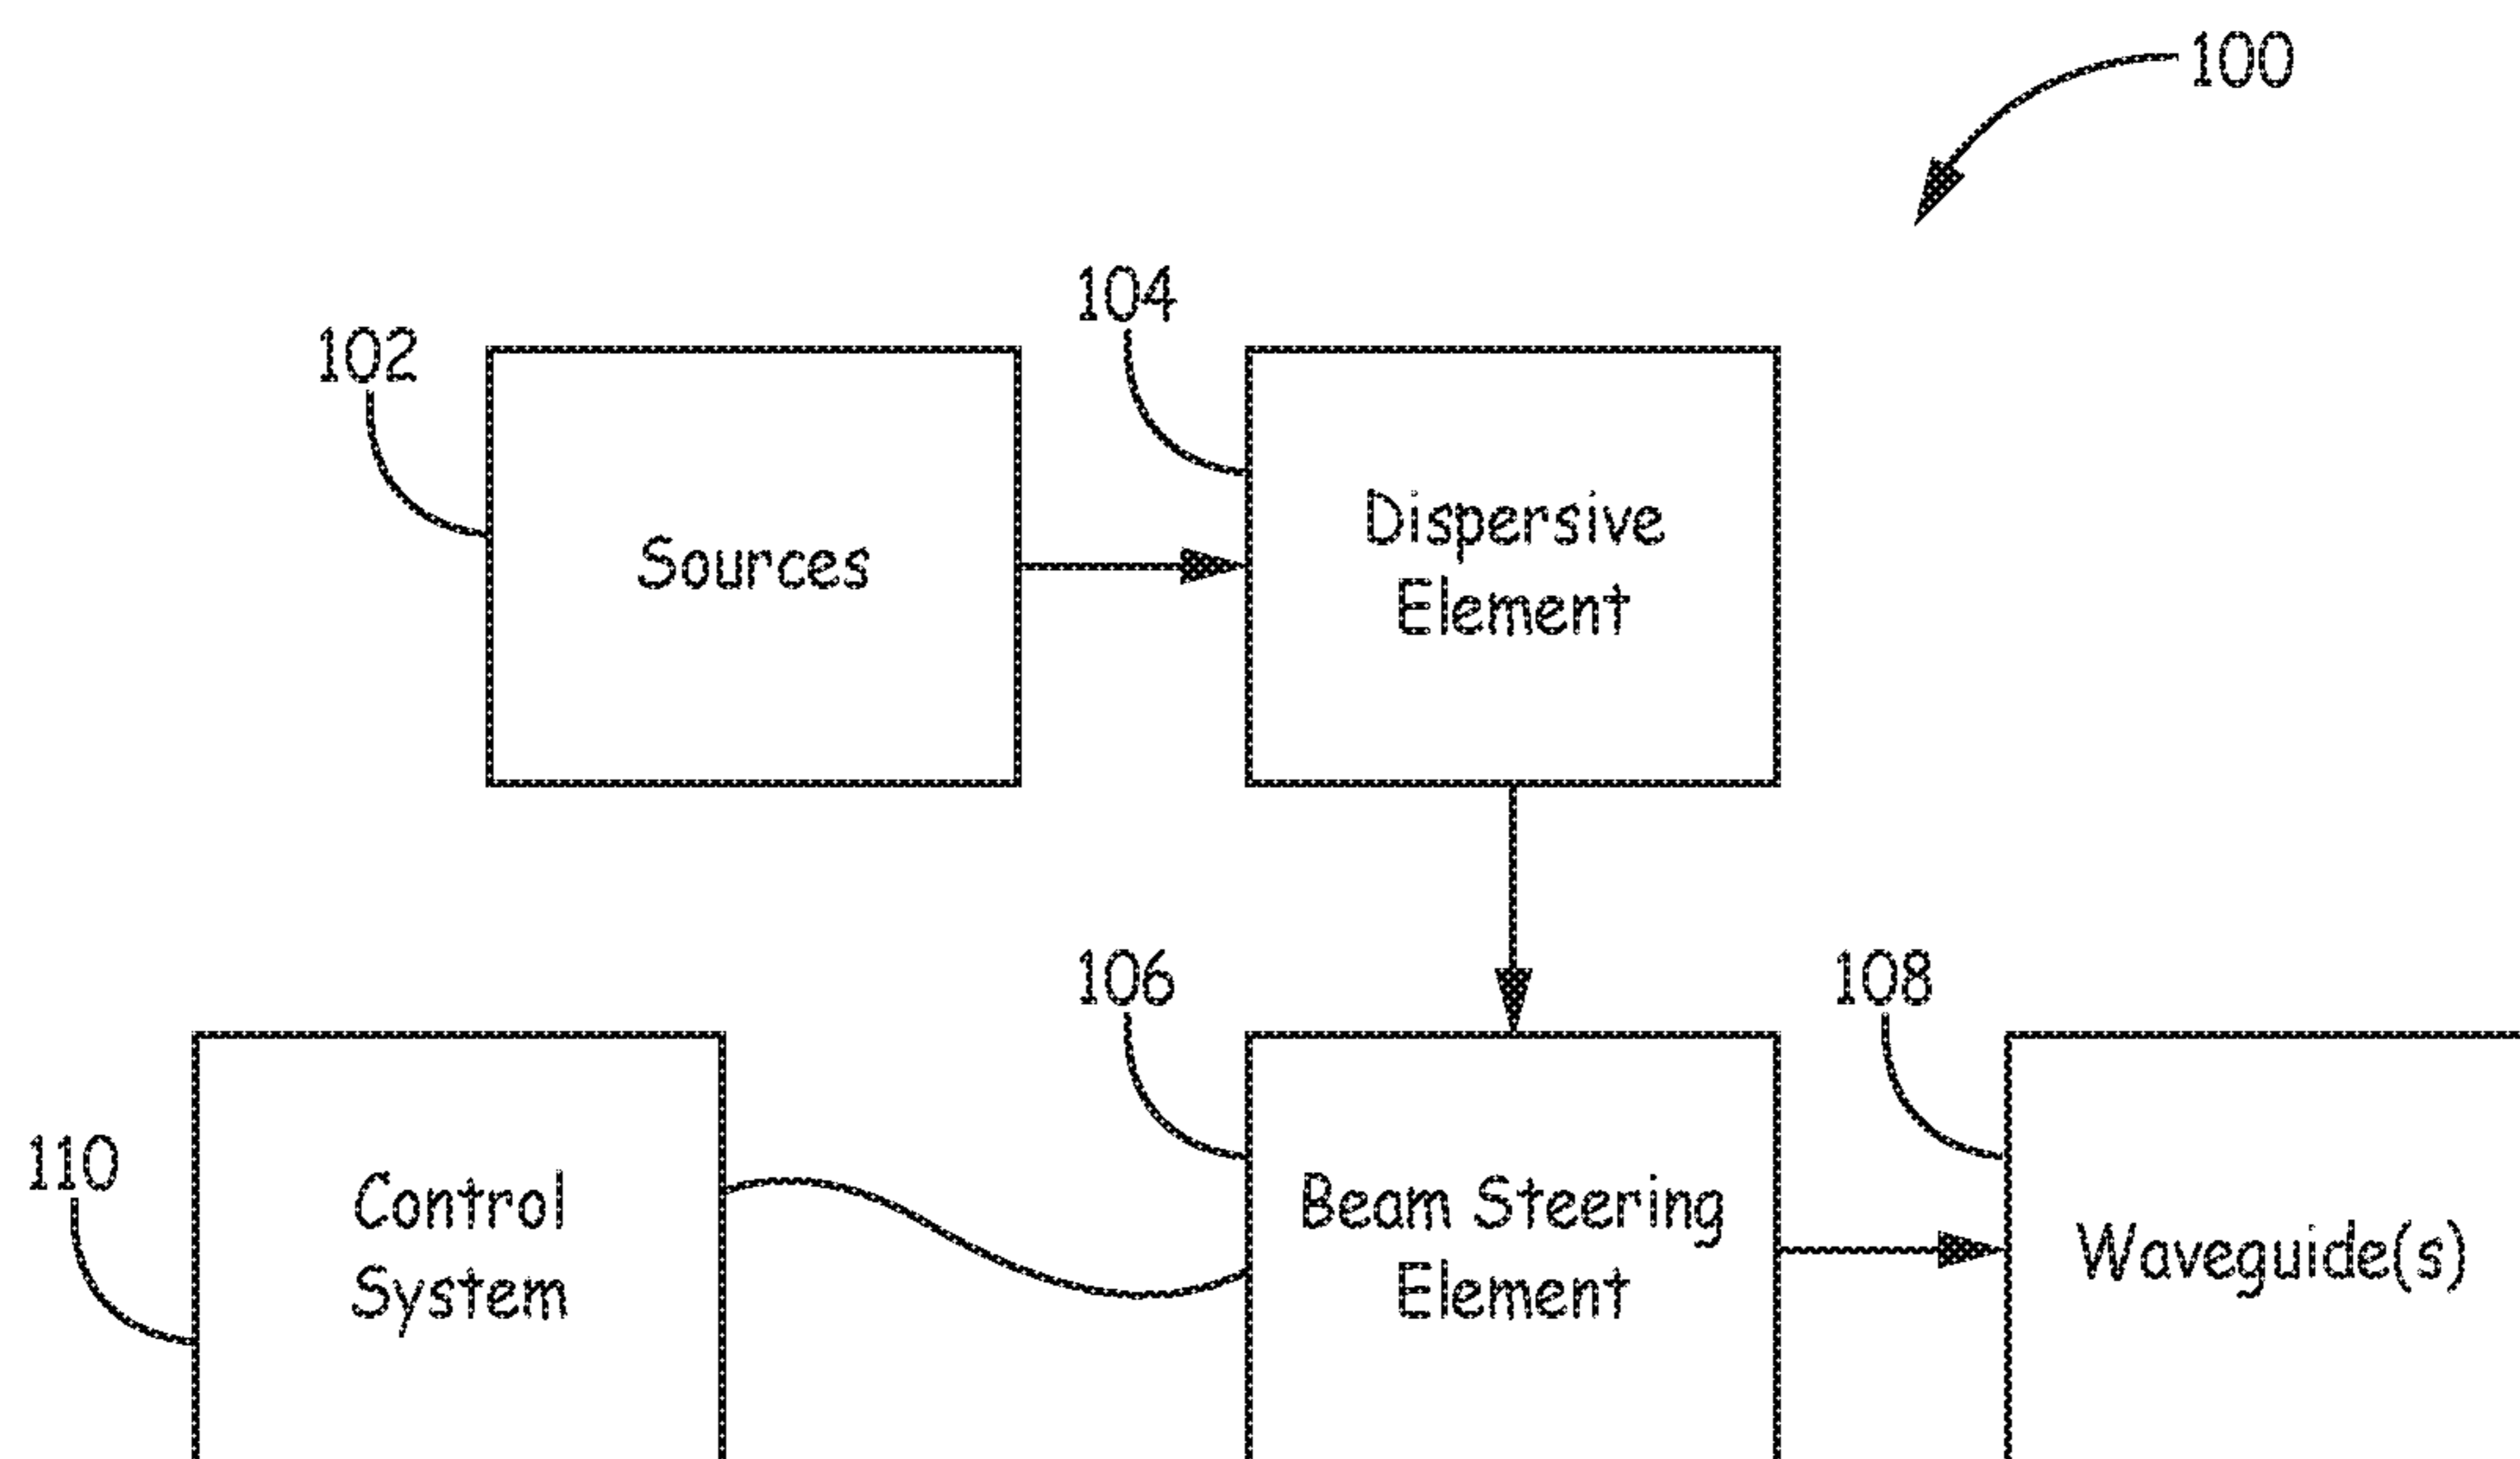 100
104
102
Sources
Dispersive
Element
106
108
110
Control
System
Beam Steering
Element
Waveguide(s)